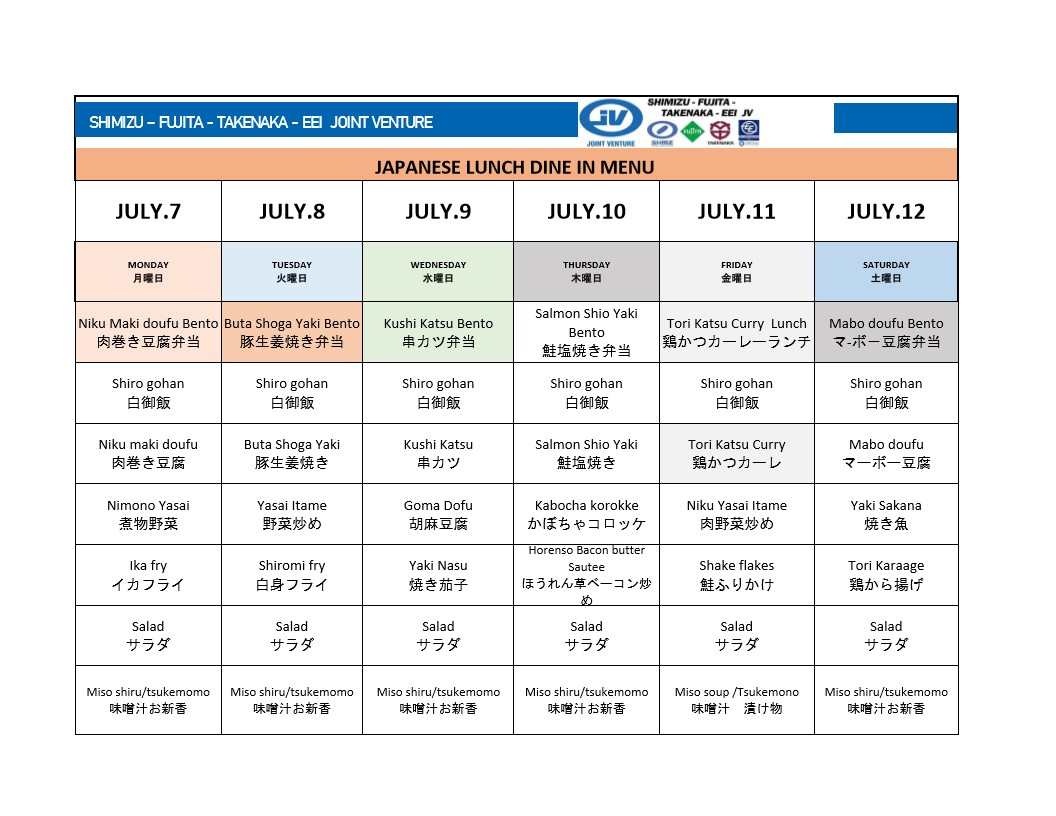 SHIMIZU – FUJITA - TAKENAKA - EEI JOINT VENTURE
JV
JOINT VENTURE
SHIMIZU - FUJITA -
TAKENAKA - EEI JV
Fujita
TAKENAKA
JAPANESE LUNCH DINE IN MENU
JULY.7 JULY.8 JULY.9 JULY.10 JULY.11 JULY.12
MONDAY TUESDAY WEDNESDAY THURSDAY FRIDAY SATURDAY
月曜日 火曜日 水曜日 木曜日 金曜日 土曜日
Niku Maki doufu Bento
肉巻き豆腐弁当
Buta Shoga Yaki Bento
豚生姜焼き弁当
Kushi Katsu Bento
串カツ弁当
Salmon Shio Yaki
Bento
鮭塩焼き弁当
Tori Katsu Curry Lunch
鶏かつカーレーランチ
Mabo doufu Bento
マ-ボー豆腐弁当
Shiro gohan Shiro gohan Shiro gohan Shiro gohan Shiro gohan Shiro gohan
白御飯 白御飯 白御飯 白御飯 白御飯 白御飯
Niku maki doufu
肉巻き豆腐
Buta Shoga Yaki
豚生姜焼き
Kushi Katsu
串カツ
Salmon Shio Yaki
鮭塩焼き
Tori Katsu Curry
鶏かつカーレ
Mabo doufu
マーボー豆腐
Nimono Yasai
煮物野菜
Yasai Itame
野菜炒め
Goma Dofu
胡麻豆腐
Kabocha korokke
かぼちゃコロッケ
Niku Yasai Itame
肉野菜炒め
Yaki Sakana
焼き魚
Ika fry
イカフライ
Shiromi fry
白身フライ
Yaki Nasu
焼き茄子
Horenso Bacon butter
Sautee
ほうれん草ベーコン炒
め
Shake flakes
鮭ふりかけ
Tori Karaage
鶏から揚げ
Salad Salad Salad Salad Salad Salad
サラダ サラダ サラダ サラダ サラダ サラダ
Miso shiru/tsukemomo Miso shiru/tsukemomo Miso shiru/tsukemomo Miso shiru/tsukemomo Miso soup /Tsukemono Miso shiru/tsukemomo
味噌汁お新香 味噌汁お新香 味噌汁お新香 味噌汁お新香 味噌汁　漬け物 味噌汁お新香